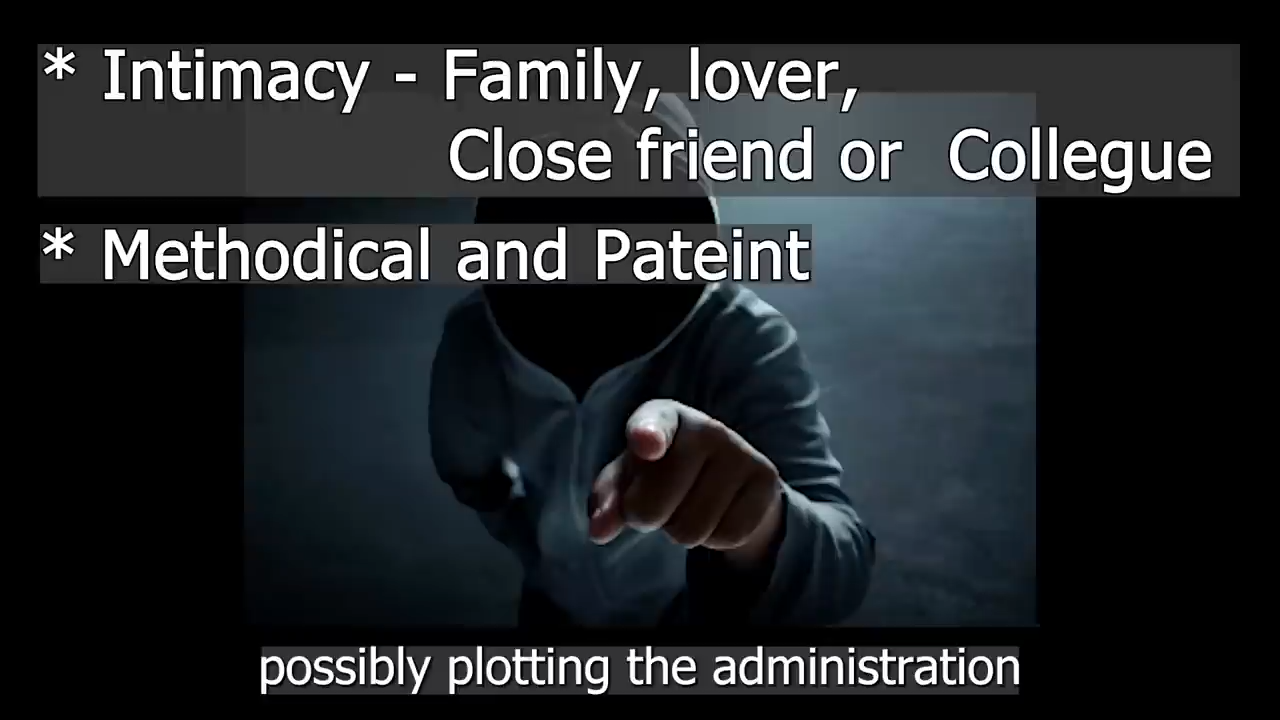 * Intimacy - Family, lover,
Close friend or Collegue
* Methodical and Pateint
possibly plotting the administration